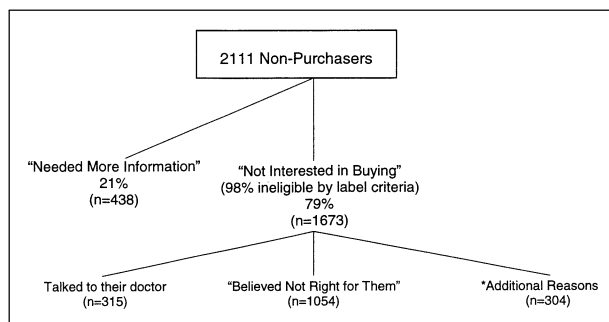 2111 Non-Purchasers
“Needed More Information”
21%
(n=438)
“Not Interested in Buying”
(98% ineligible by label criteria)
79%
(n=1673)
Talked to their doctor
(n=315)
“Believed Not Right for Them”
(n=1054)
*Additional Reasons
(n=304)